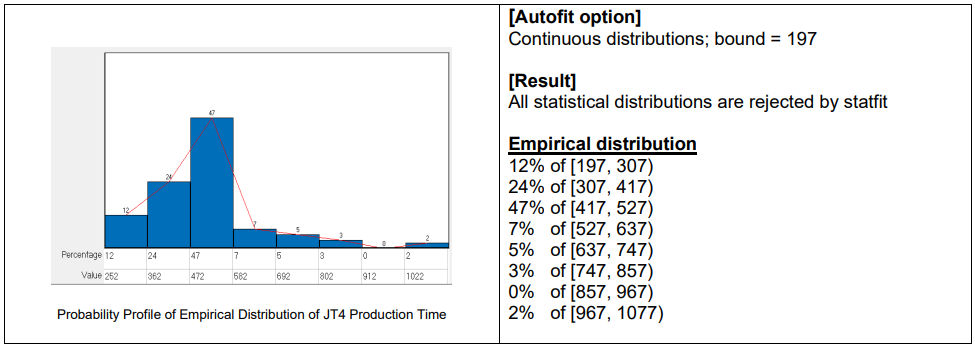 47
24
12
7
5
3
0
2
Percentage 12 24 47 7 5 3 0 2
Value 252 362 472 582 692 802 912 1022
Probability Profile of Empirical Distribution of JT4 Production Time
[Autofit option]
Continuous distributions; bound = 197
[Result]
All statistical distributions are rejected by statfit
Empirical distribution
12% of [197, 307)
24% of [307, 417)
47% of [417, 527)
7% of [527, 637)
5% of [637, 747)
3% of [747, 857)
0% of [857, 967)
2% of [967, 1077)